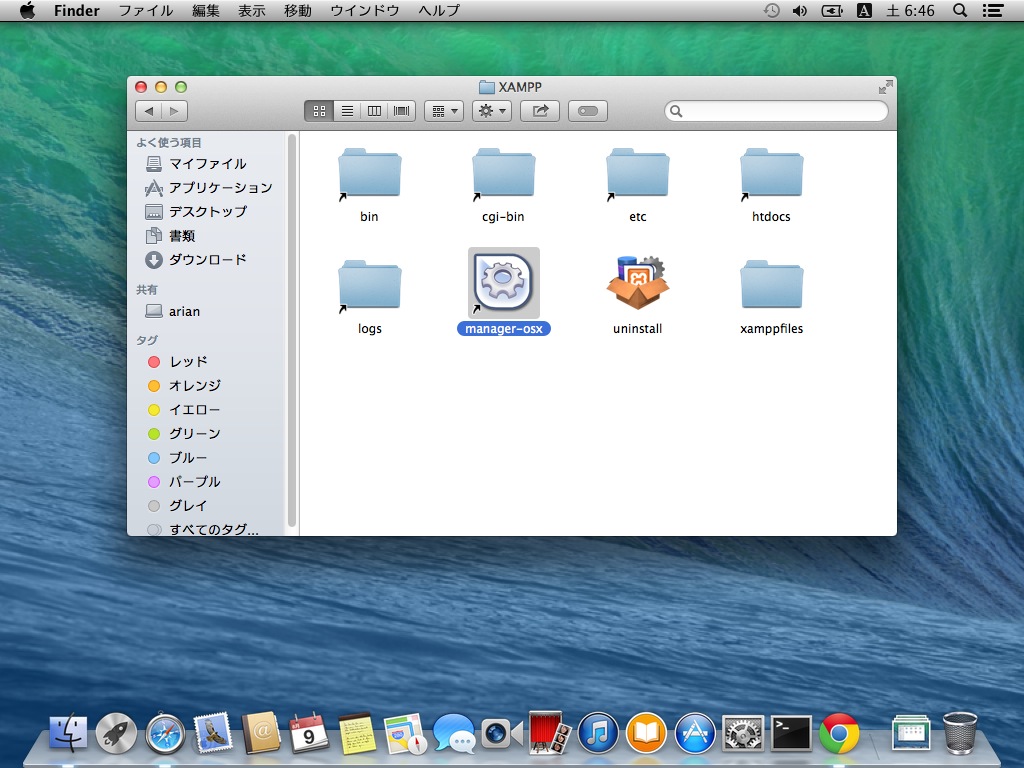 Finder ファイル 編集 表示 移動 ウインドウ ヘルプ A 土 6:46
XAMPP
よく使う項目
マイファイル
アプリケーション
デスクトップ
書類
ダウンロード
共有
arian
タグ
レッド
オレンジ
イエロー
グリーン
ブルー
パープル
グレイ
すべてのタグ...
bin cgi-bin etc htdocs
logs manager-osx uninstall xamppfiles
9